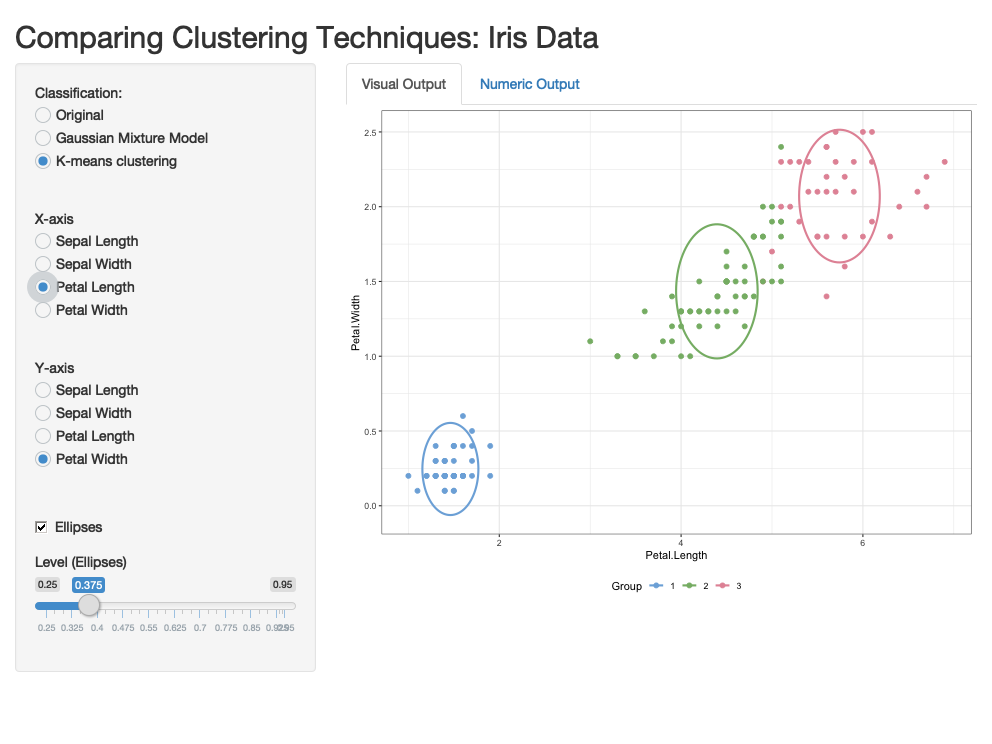 Comparing Clustering Techniques: Iris Data
Classification:
Original
Gaussian Mixture Model
K-means clustering
X-axis
Sepal Length
Sepal Width
Petal Length
Petal Width
Y-axis
Sepal Length
Sepal Width
Petal Length
Petal Width
Ellipses
Level (Ellipses)
0.25 0.375 0.95
0.25 0.325 0.4 0.475 0.55 0.625 0.7 0.775 0.85 0.925 0.95
Visual Output Numeric Output
2.5
2.0
1.5
1.0
0.5
0.0
Petal.Width
2 4 6
Petal.Length
Group 1 2 3